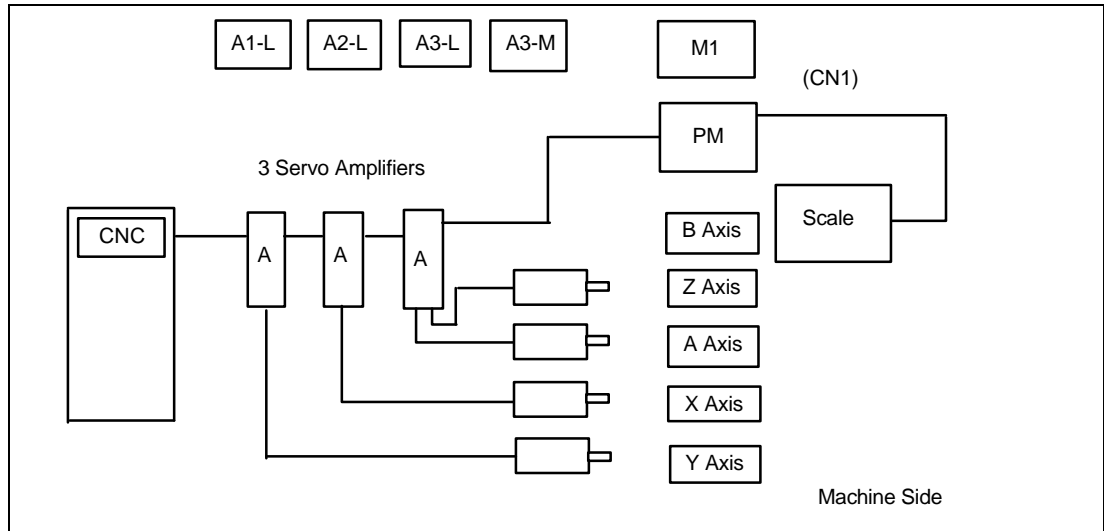 A1-L A2-L A3-L A3-M M1
(CN1)
PM
3 Servo Amplifiers
CNC
A A A
B Axis
Scale
Z Axis
A Axis
X Axis
Y Axis
Machine Side